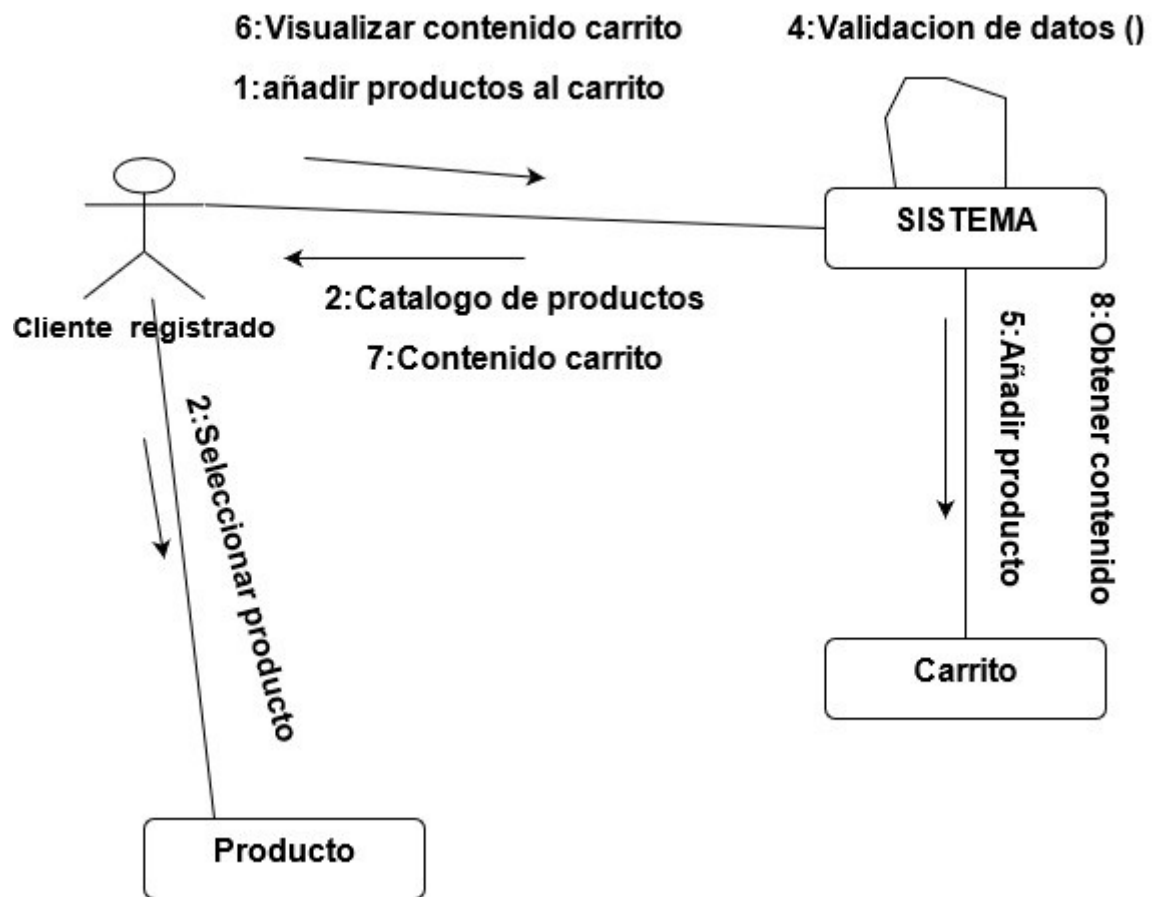 6:Visualizar contenido carrito
4:Validacion de datos ()
1:añadir productos al carrito
SISTEMA
2:Catalogo de productos
Cliente registrado
7:Contenido carrito
2:Seleccionar producto
5:Añadir producto
8:Obtener contenido
Carrito
Producto